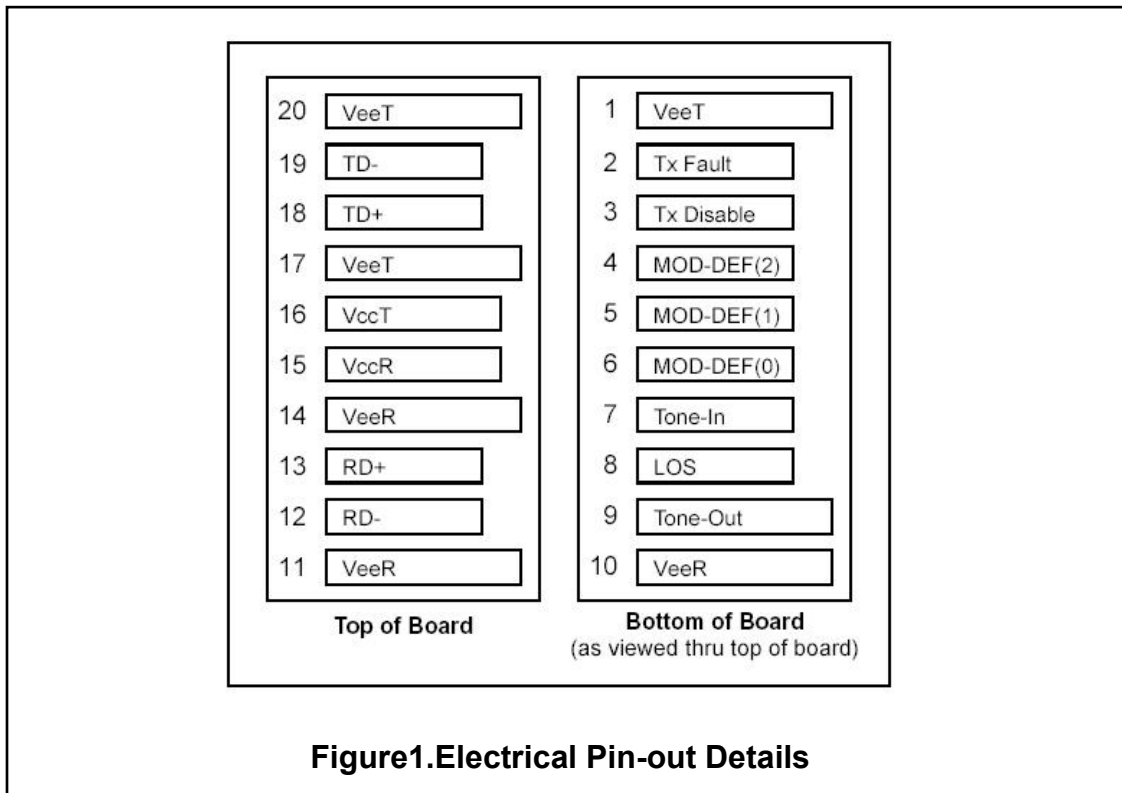 20 VeeT
19 TD-
18 TD+
17 VeeT
16 VccT
15 VccR
14 VeeR
13 RD+
12 RD-
11 VeeR
Top of Board
1 VeeT
2 Tx Fault
3 Tx Disable
4 MOD-DEF(2)
5 MOD-DEF(1)
6 MOD-DEF(0)
7 Tone-In
8 LOS
9 Tone-Out
10 VeeR
Bottom of Board
(as viewed thru top of board)
Figure1.Electrical Pin-out Details